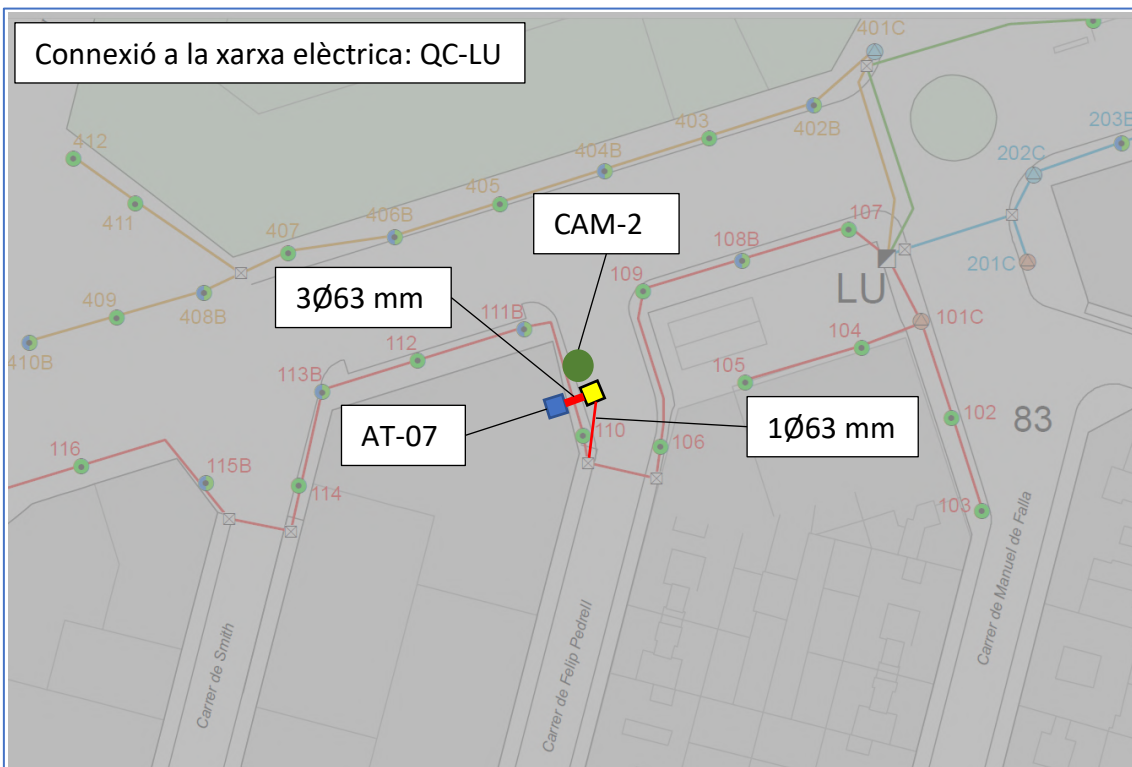 Connexió a la xarxa elèctrica: QC-LU
401C
402B
403
404B
405
406B
407
408B
409
410B
411
412
203B
202C
201C
CAM-2
107
108B
109
LU
101C
3Ø63 mm
111B
112
113B
104
105
102
83
AT-07
110
106
1Ø63 mm
116
115B
114
103
Carrer de Smith
Carrer de Felip Pedrell
Carrer de Manuel de Falla